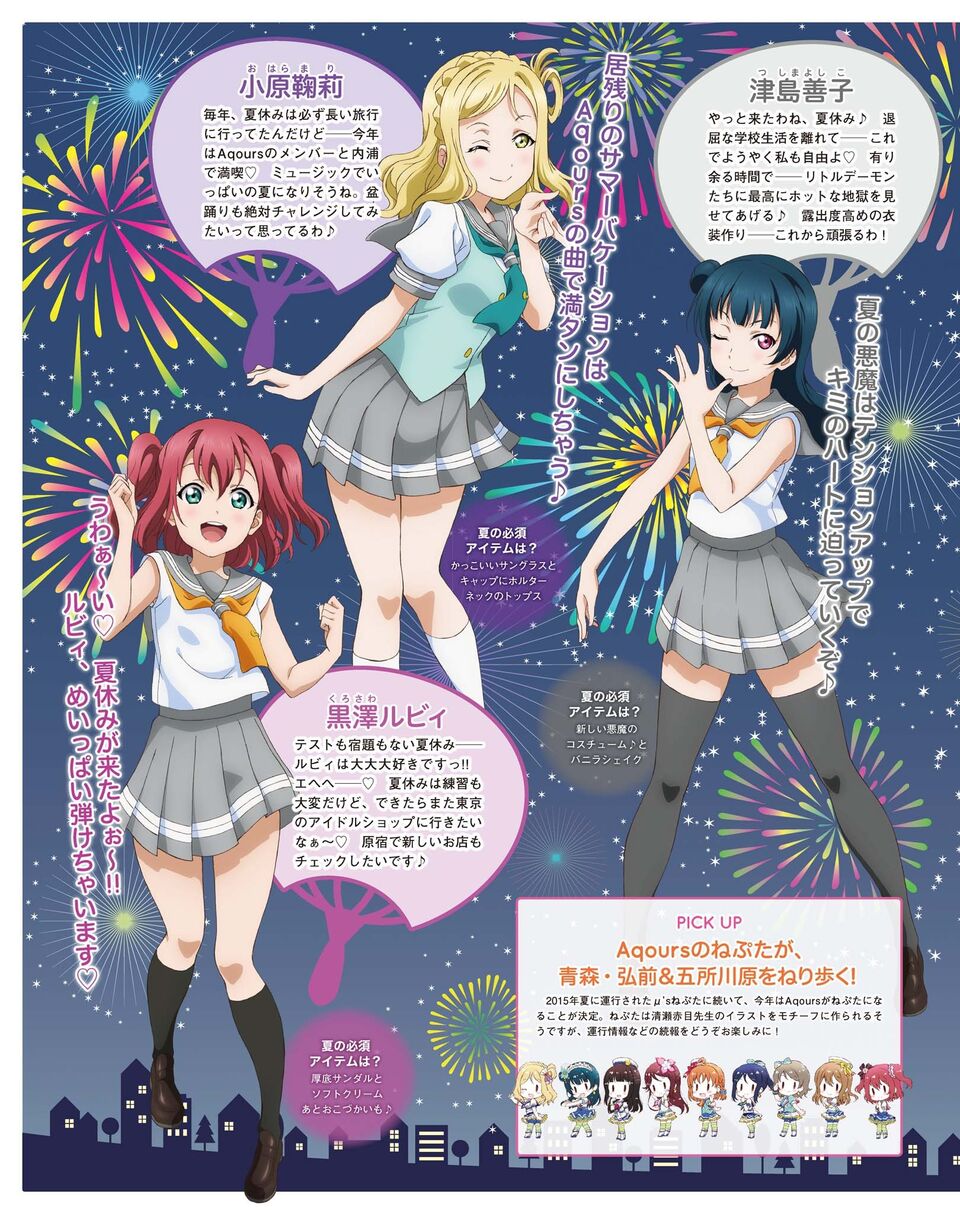 おはらまり
小原鞠莉
毎年、夏休みは必ず長い旅行
に行ってたんだけど――今年
はAqoursのメンバーと内浦
で満喫♡　ミュージックでい
っぱいの夏になりそうね。盆
踊りも絶対チャレンジしてみ
たいって思ってるわ♪
居残りのサマーバケーションは
Aqoursの曲で満タンにしちゃう♪
夏の必須
アイテムは？
かっこいいサングラスと
キャップにホルター
ネックのトップス
つしまよしこ
津島善子
やっと来たわね、夏休み♪　退
屈な学校生活を離れて――これ
でようやく私も自由よ♡　有り
余る時間で――リトルデーモン
たちに最高にホットな地獄を見
せてあげる♪　露出度高めの衣
装作り――これから頑張るわ！
夏の悪魔はテンションアップで
キミのハートに迫っていくぞ♪
夏の必須
アイテムは？
新しい悪魔の
コスチューム♪と
バニラシェイク
うわぁ～い♡　夏休みが来たよぉ～!!
ルビィ、めいっぱい弾けちゃいます♡
くろさわ
黒澤ルビィ
テストも宿題もない夏休み――
ルビィは大大大好きですっ!!
エヘヘ――♡　夏休みは練習も
大変だけど、できたらまた東京
のアイドルショップに行きたい
なぁ～♡　原宿で新しいお店も
チェックしたいです♪
夏の必須
アイテムは？
厚底サンダルと
ソフトクリーム
あとおこづかいも♪
PICK UP
Aqoursのねぷたが、
青森・弘前&五所川原をねり歩く!
2015年夏に運行されたμ'sねぷたに続いて、今年はAqoursがねぷたにな
ることが決定。ねぷたは清瀬赤目先生のイラストをモチーフに作られるそ
うですが、運行情報などの続報をどうぞお楽しみに！